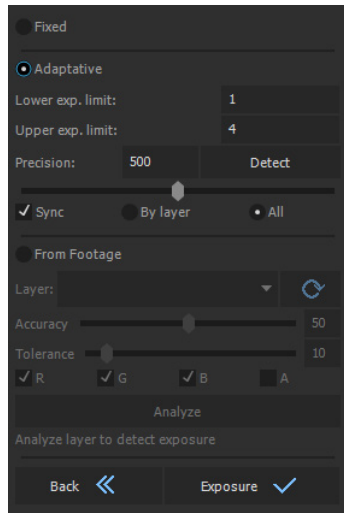 Fixed
Adaptative
Lower exp. limit: 1
Upper exp. limit: 4
Precision: 500 Detect
Sync By layer All
From Footage
Layer:
Accuracy 50
Tolerance 10
R G B A
Analyze
Analyze layer to detect exposure
Back Exposure